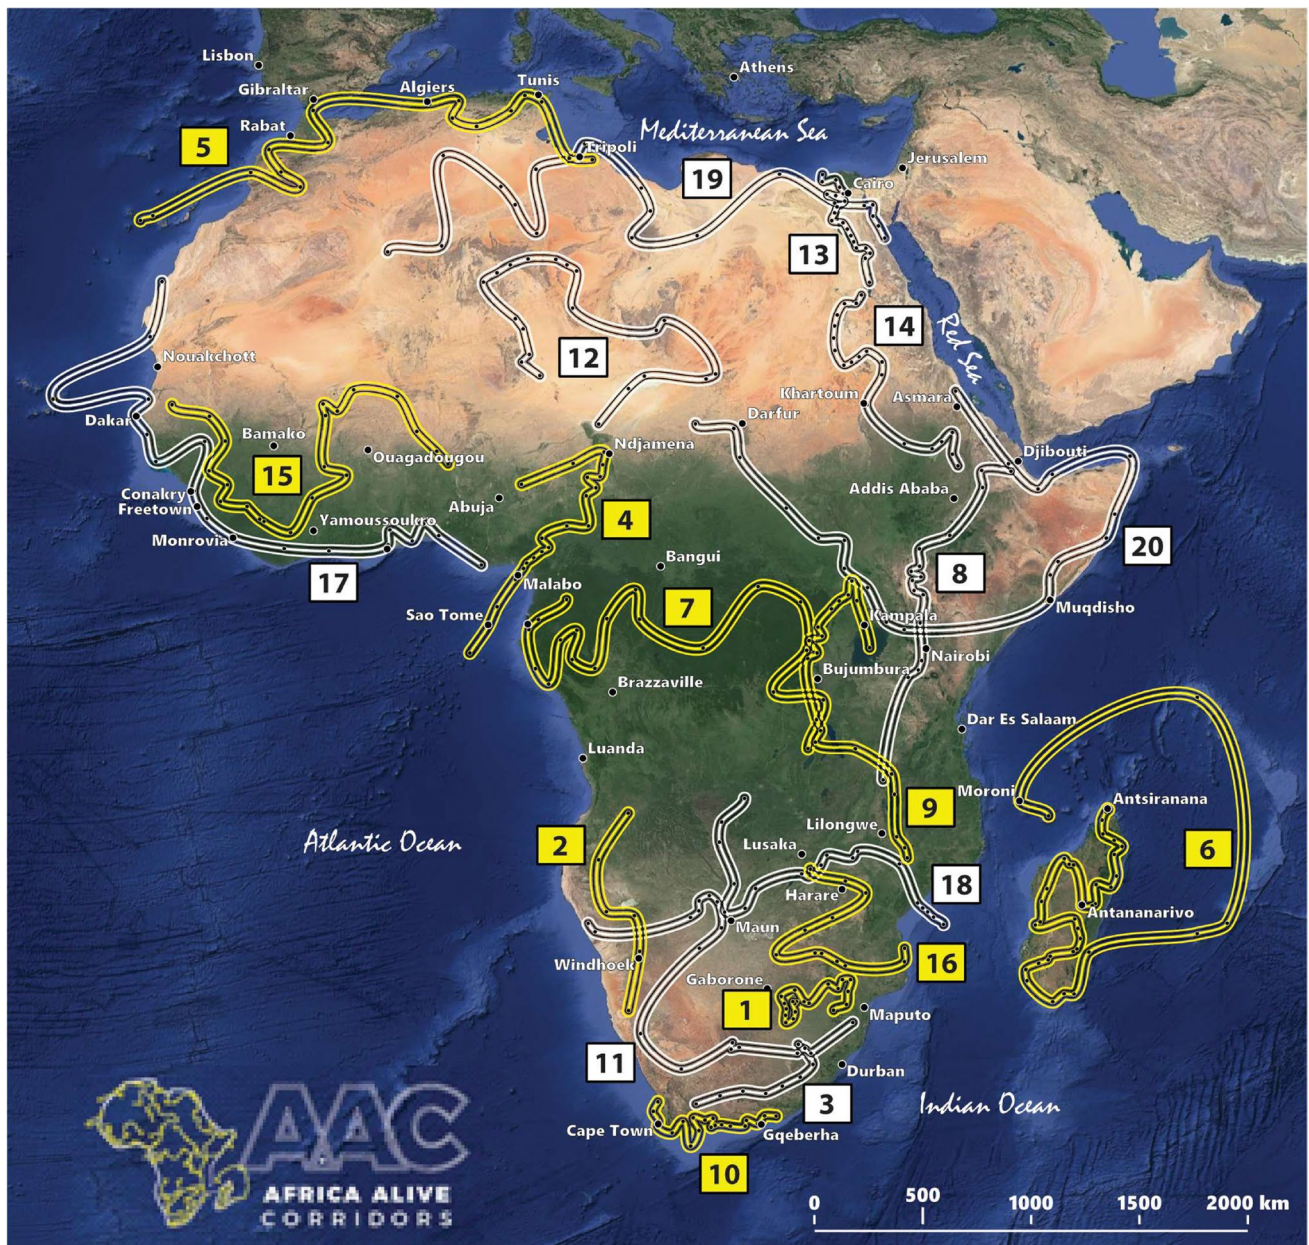 Lisbon
Athens
Gibraltar
Algiers
Tunis
Rabat
Mediterranean Sea
5
Tripoli
Jerusalem
19
Cairo
13
14
Red Sea
12
Nouakchott
Khartoum
Asmara
Dakar
Darfur
Bamako
Ndjamena
Ouagadougou
Djibouti
15
Conakry
Abuja
Addis Ababa
Freetown
4
Yamoussoukro
Monrovia
20
Bangui
8
17
Malabo
7
Muqdisho
Sao Tome
Kampala
Nairobi
Bujumbura
Brazzaville
Dar Es Salaam
Luanda
Moroni
Antsiranana
9
Lilongwe
Atlantic Ocean
2
Lusaka
6
18
Harare
Antananarivo
Maun
Windhoek
16
Gaborone
1
Maputo
11
Durban
3
Indian Ocean
Cape Town
Gqeberha
10
AAC
AFRICA ALIVE
CORRIDORS
0 500 1000 1500 2000 km